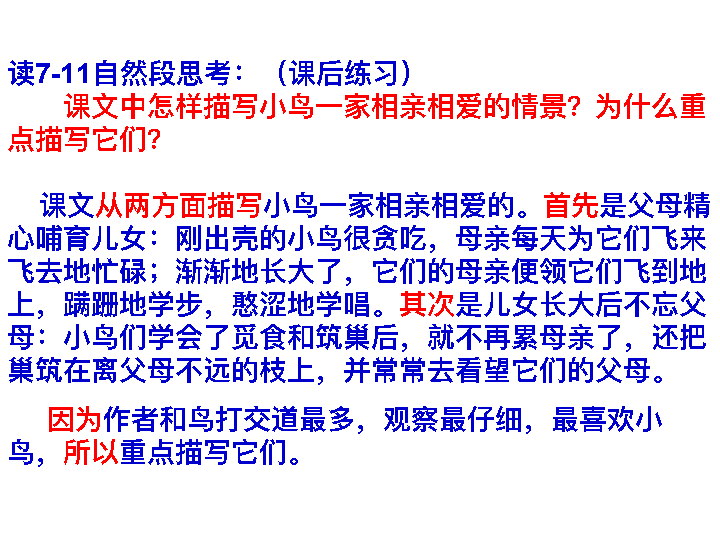 读7-11自然段思考：（课后练习）
课文中怎样描写小鸟一家相亲相爱的情景？为什么重
点描写它们？
课文从两方面描写小鸟一家相亲相爱的。首先是父母精
心哺育儿女：刚出壳的小鸟很贪吃，母亲每天为它们飞来
飞去地忙碌；渐渐地长大了，它们的母亲便领它们飞到地
上，蹒跚地学步，憨涩地学唱。其次是儿女长大后不忘父
母：小鸟们学会了觅食和筑巢后，就不再累母亲了，还把
巢筑在离父母不远的枝上，并常常去看望它们的父母。
因为作者和鸟打交道最多，观察最仔细，最喜欢小
鸟，所以重点描写它们。